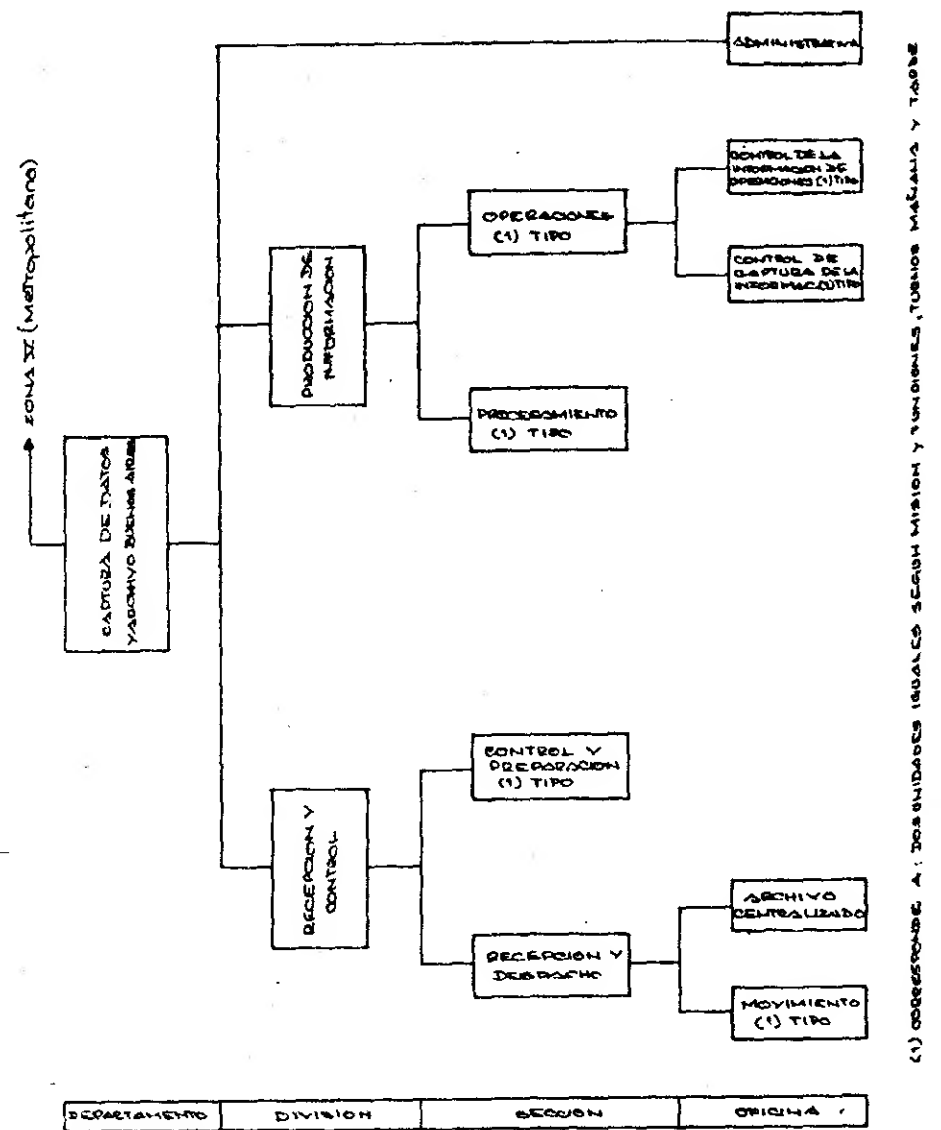 ZONA IV (Metropolitana)
CAPTURA DE DATOS
Y ARCHIVO BUENOS AIRES
ADMINISTRATIVA
PRODUCCION DE
INFORMACION
OPERACIONES
(1) TIPO
CONTROL DE LA
INFORMACION DE
OPERACIONES (1) TIPO
CONTROL DE
CAPTURA DE LA
INFORMAC.(1)TIPO
PROCESAMIENTO
(1) TIPO
RECEPCION Y
CONTROL
CONTROL Y
PREPARACION
(1) TIPO
RECEPCION Y
DESPACHO
ARCHIVO
CENTRALIZADO
MOVIMIENTO
(1) TIPO
DEPARTAMENTO
DIVISION
SECCION
OFICINA
(1) CORRESPONDE A: DOS UNIDADES IGUALES SEGUN MISION Y FUNCIONES, TURNOS MAÑANA Y TARDE